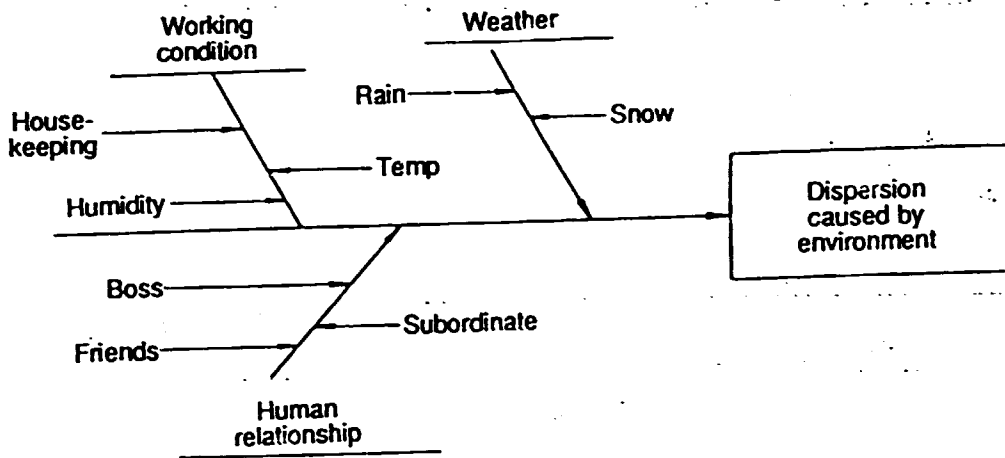 Working
condition
Weather
Rain
Snow
House-
keeping
Temp
Humidity
Dispersion
caused by
environment
Boss
Subordinate
Friends
Human
relationship